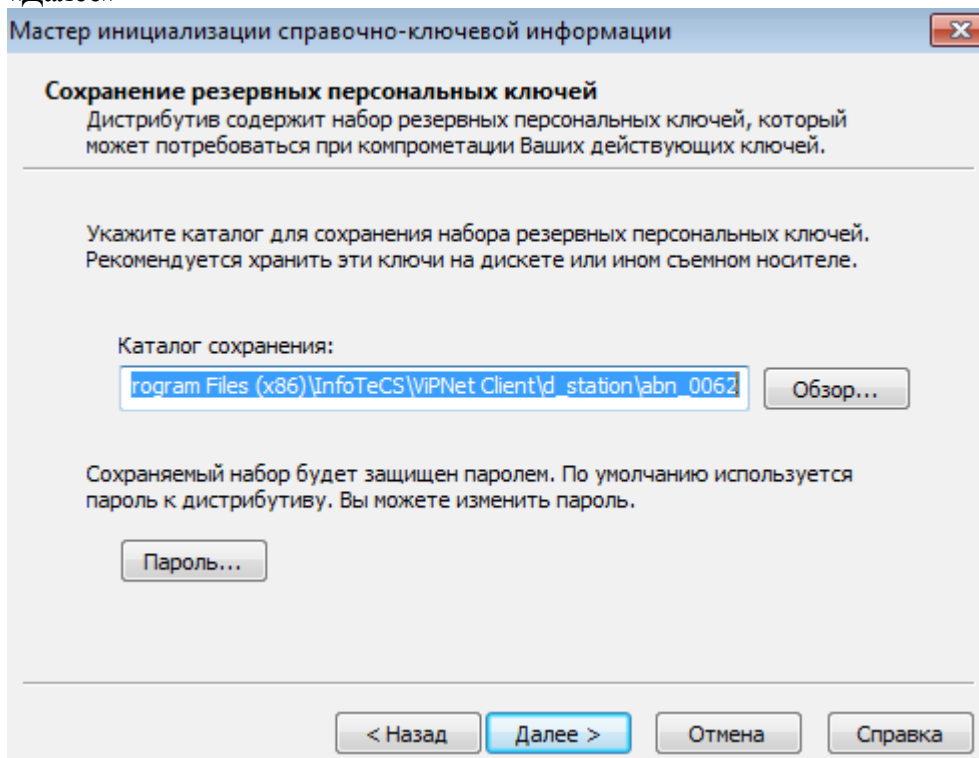 Мастер инициализации справочно-ключевой информации
Сохранение резервных персональных ключей
Дистрибутив содержит набор резервных персональных ключей, который
может потребоваться при компрометации Ваших действующих ключей.
Укажите каталог для сохранения набора резервных персональных ключей.
Рекомендуется хранить эти ключи на дискете или ином съемном носителе.
Каталог сохранения:
rogram Files (x86)\InfoTeCS\ViPNet Client\d_station\abn_0062
Обзор...
Сохраняемый набор будет защищен паролем. По умолчанию используется
пароль к дистрибутиву. Вы можете изменить пароль.
Пароль...
< Назад
Далее >
Отмена
Справка